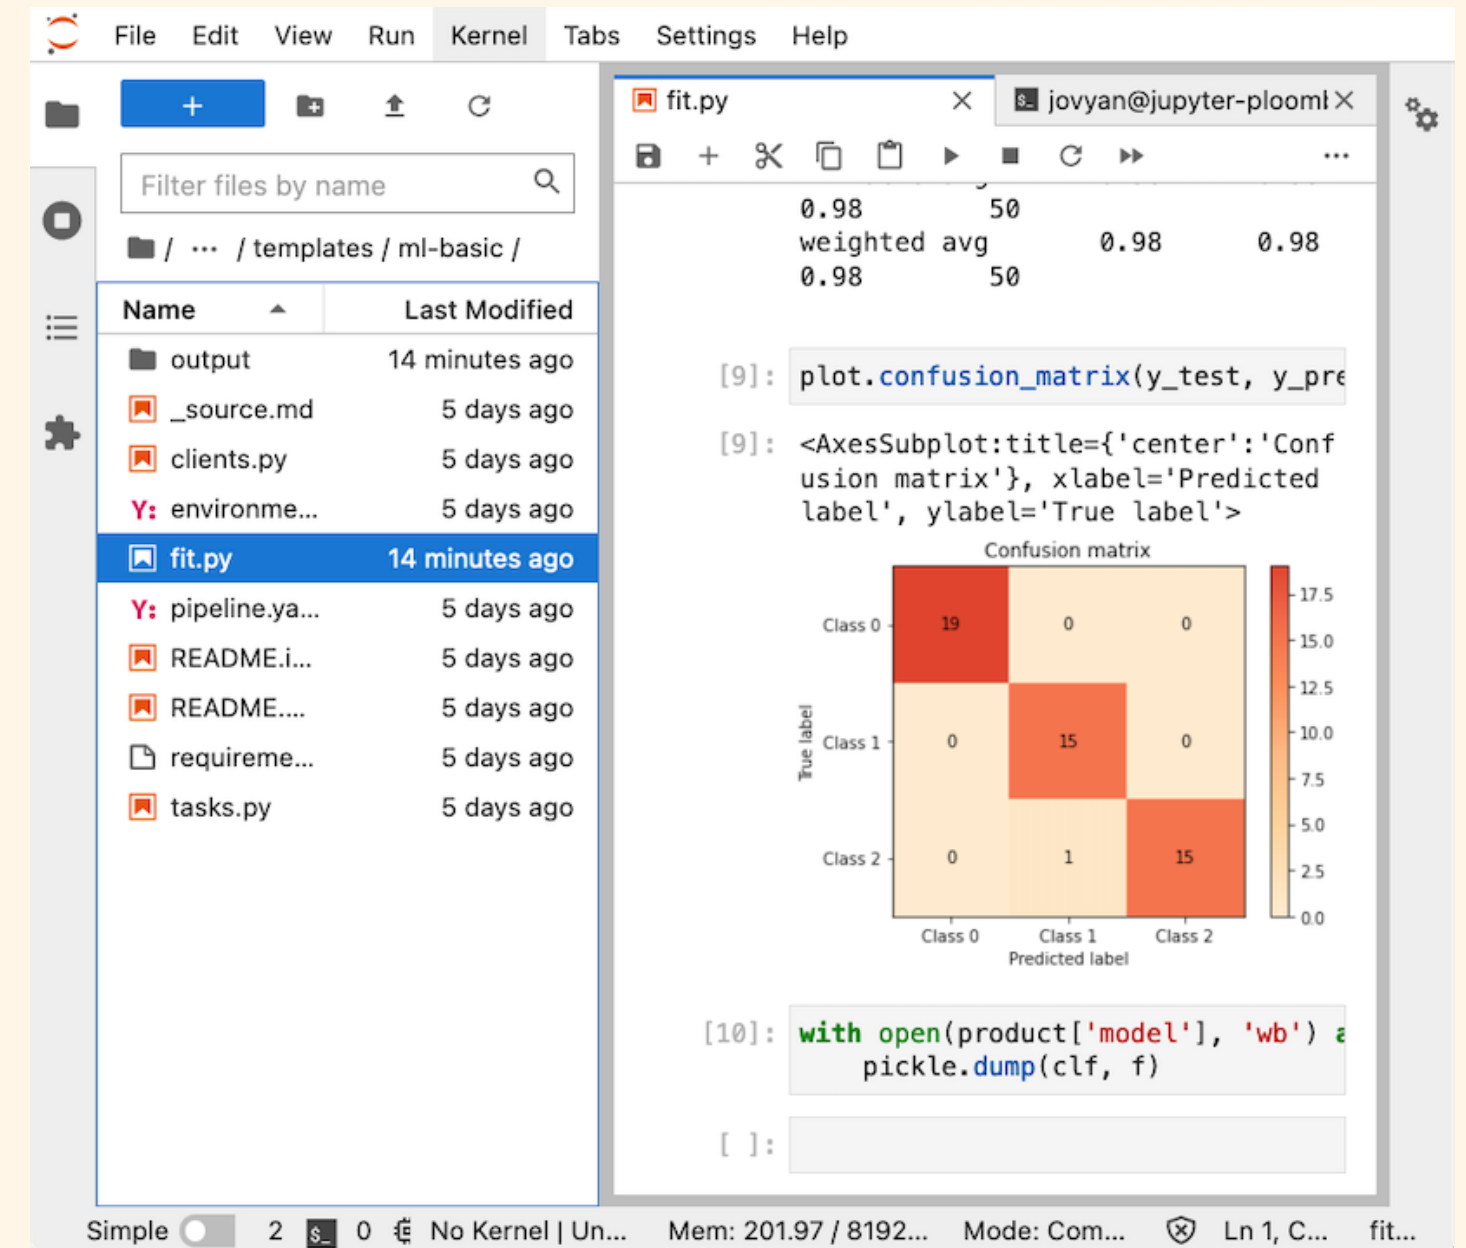 File Edit View Run Kernel Tabs Settings Help
+
Filter files by name
/ ... / templates / ml-basic /
Name Last Modified
output 14 minutes ago
_source.md 5 days ago
clients.py 5 days ago
Y: environme... 5 days ago
fit.py 14 minutes ago
Y: pipeline.ya... 5 days ago
README.i... 5 days ago
README.... 5 days ago
requireme... 5 days ago
tasks.py 5 days ago
fit.py
jovyan@jupyter-ploom
0.98 50
weighted avg 0.98 0.98
0.98 50
[9]: plot.confusion_matrix(y_test, y_pre
[9]: <AxesSubplot:title={'center':'Conf
usion matrix'}, xlabel='Predicted
label', ylabel='True label'>
Confusion matrix
True label
Class 0 19 0 0
Class 1 0 15 0
Class 2 0 1 15
Class 0 Class 1 Class 2
Predicted label
17.5
15.0
12.5
10.0
7.5
5.0
2.5
0.0
[10]: with open(product['model'], 'wb') a
pickle.dump(clf, f)
[ ]:
Simple 2 $_ 0 No Kernel | Un... Mem: 201.97 / 8192... Mode: Com... Ln 1, C... fit...